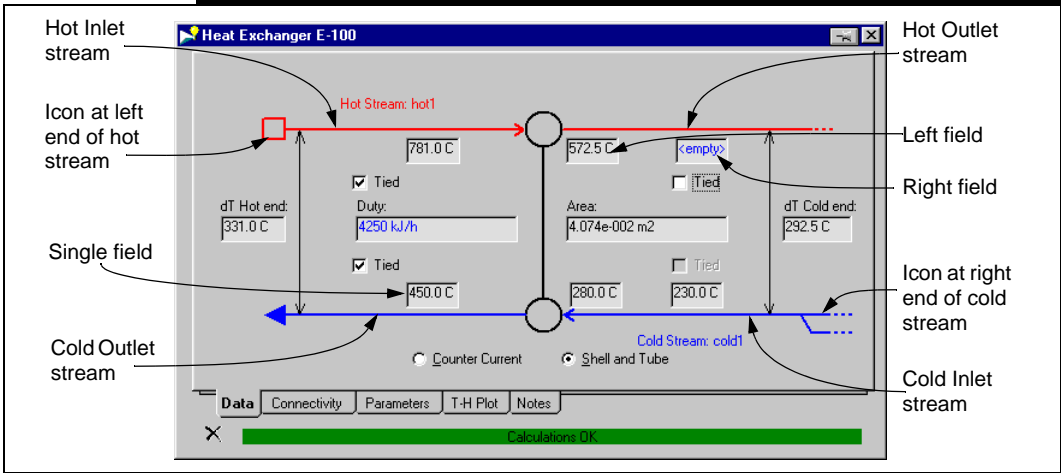 Hot Inlet
stream
Heat Exchanger E-100
Hot Outlet
stream
Hot Stream: hot1
Icon at left
end of hot
stream
781.0 C
572.5 C
<empty>
Left field
Tied
Tied
Right field
dT Hot end:
331.0 C
Duty:
4250 kJ/h
Area:
4.074e-002 m2
dT Cold end:
292.5 C
Single field
Tied
Tied
450.0 C
280.0 C
230.0 C
Icon at right
end of cold
stream
Cold Outlet
stream
Cold Stream: cold1
Counter Current
Shell and Tube
Cold Inlet
stream
Data
Connectivity
Parameters
T-H Plot
Notes
Calculations OK